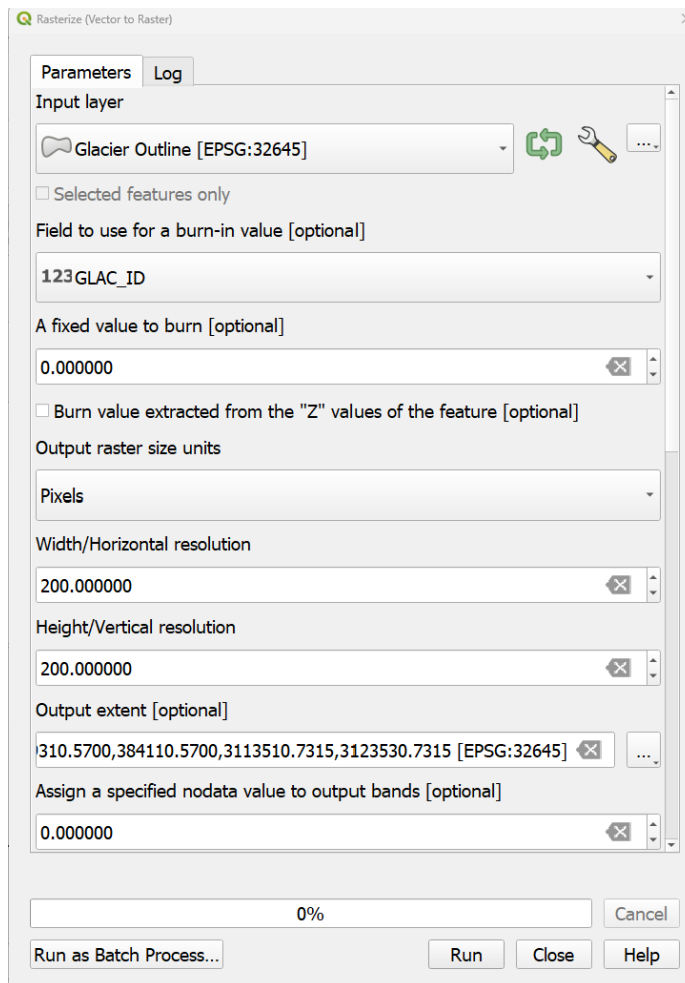 Rasterize (Vector to Raster)
Parameters Log
Input layer
Glacier Outline [EPSG:32645]
...
Selected features only
Field to use for a burn-in value [optional]
123 GLAC_ID
A fixed value to burn [optional]
0.000000
Burn value extracted from the "Z" values of the feature [optional]
Output raster size units
Pixels
Width/Horizontal resolution
200.000000
Height/Vertical resolution
200.000000
Output extent [optional]
310.5700,384110.5700,3113510.7315,3123530.7315 [EPSG:32645]
...
Assign a specified nodata value to output bands [optional]
0.000000
0%
Cancel
Run as Batch Process...
Run
Close
Help